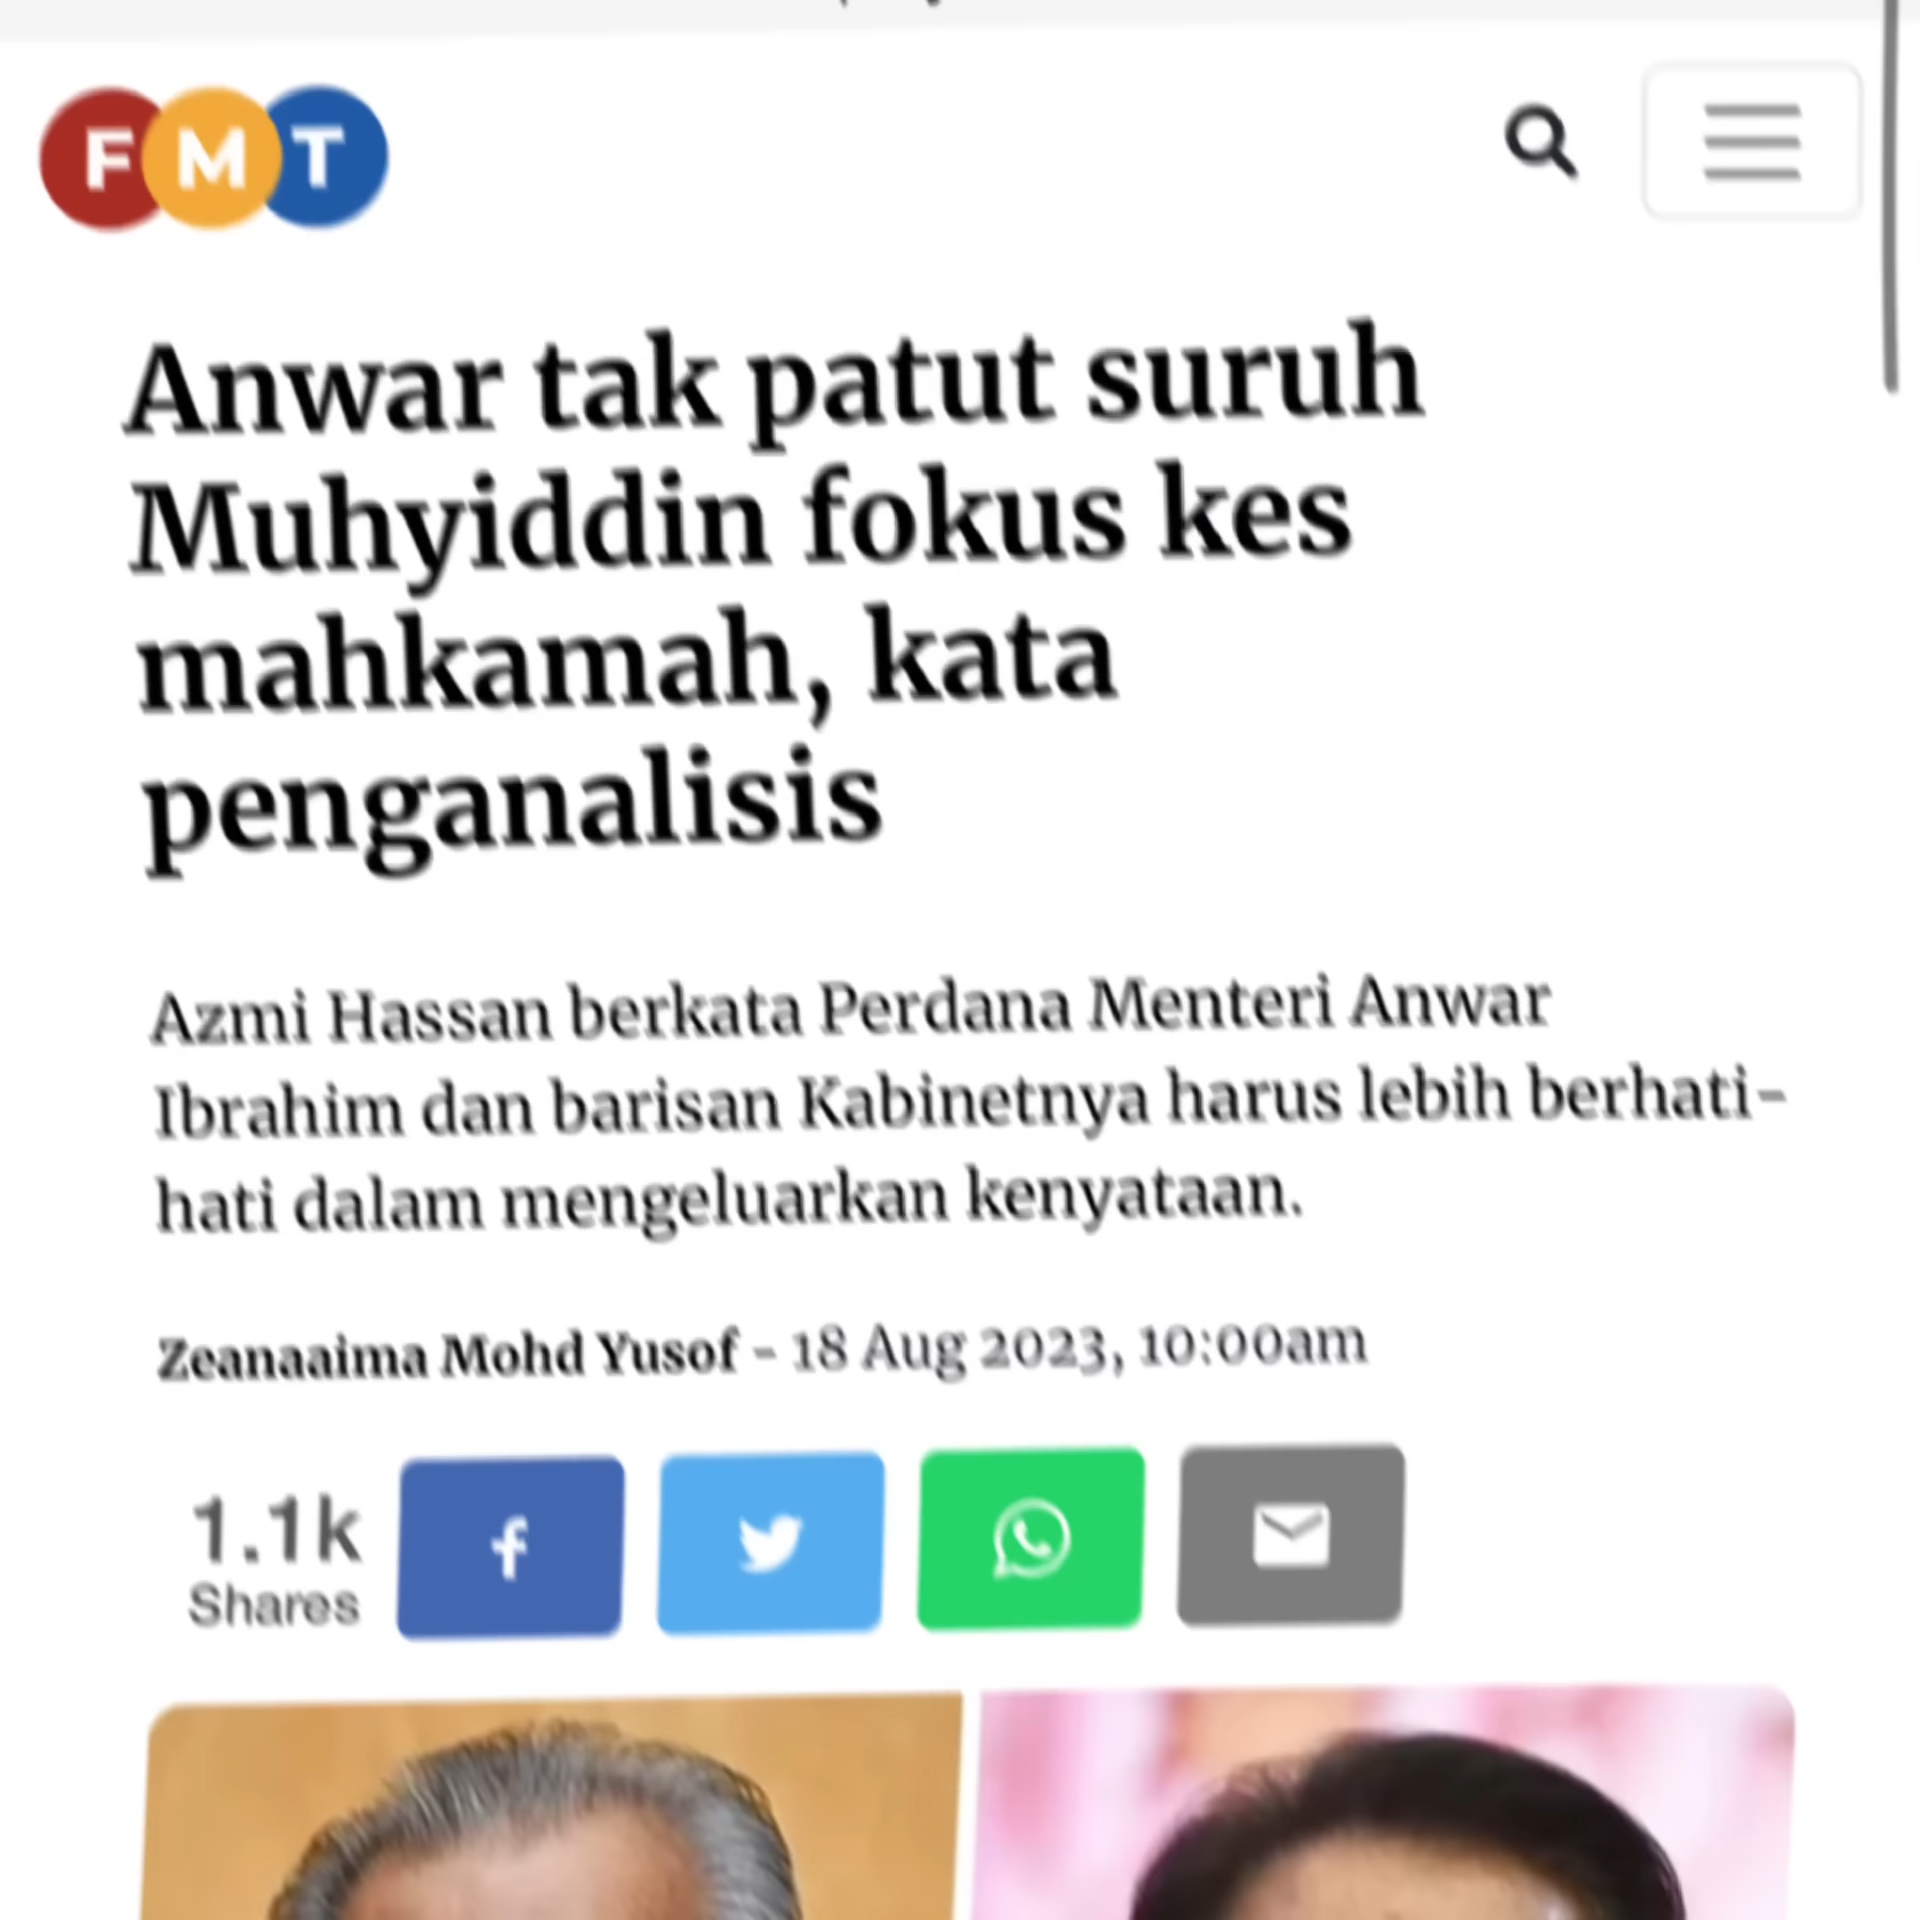 FMT
Anwar tak patut suruh
Muhyiddin fokus kes
mahkamah, kata
penganalisis
Azmi Hassan berkata Perdana Menteri Anwar
Ibrahim dan barisan Kabinetnya harus lebih berhati-
hati dalam mengeluarkan kenyataan.
Zeanaaima Mohd Yusof - 18 Aug 2023, 10:00am
1.1k
Shares